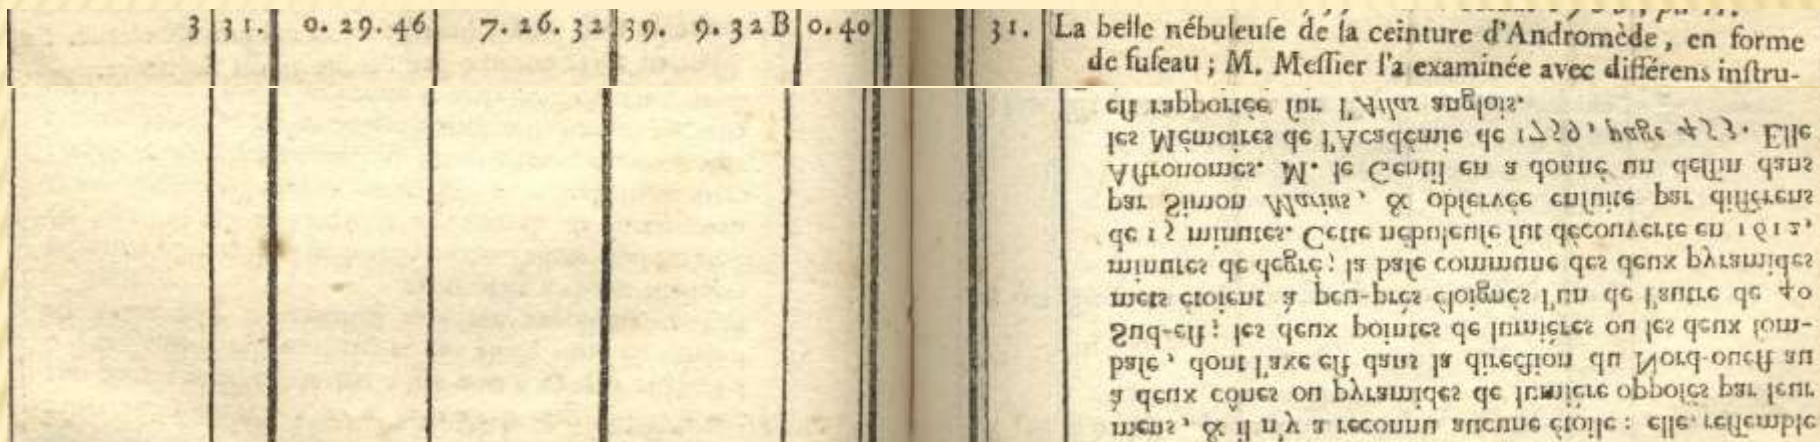 3 31. 0. 29. 46 7. 26. 32 39. 9. 32 B 0. 40
31. La belle nébuleuſe de la ceinture d'Andromède, en forme
de fuſeau; M. Meſſier l'a examinée avec différens inſtru-
mens, & il n'y a reconnu aucune étoile: elle reſſemble
à deux cônes ou pyramides de lumière oppoſés par leur
baſe, dont l'axe eſt dans la direction du Nord-oueſt au
Sud-eſt; les deux pointes de lumières ou les deux ſom-
mets étoient à peu-près éloignés l'un de l'autre de 40
minutes de degré; la baſe commune des deux pyramides
de 15 minutes. Cette nébuleuſe fut découverte en 1612,
par Simon Marius, & obſervée enſuite par différens
Aſtronomes. M. le Gentil en a donné un deſſin dans
les Mémoires de l'Académie de 1759, page 453. Elle
eſt rapportée ſur l'Atlas anglois.